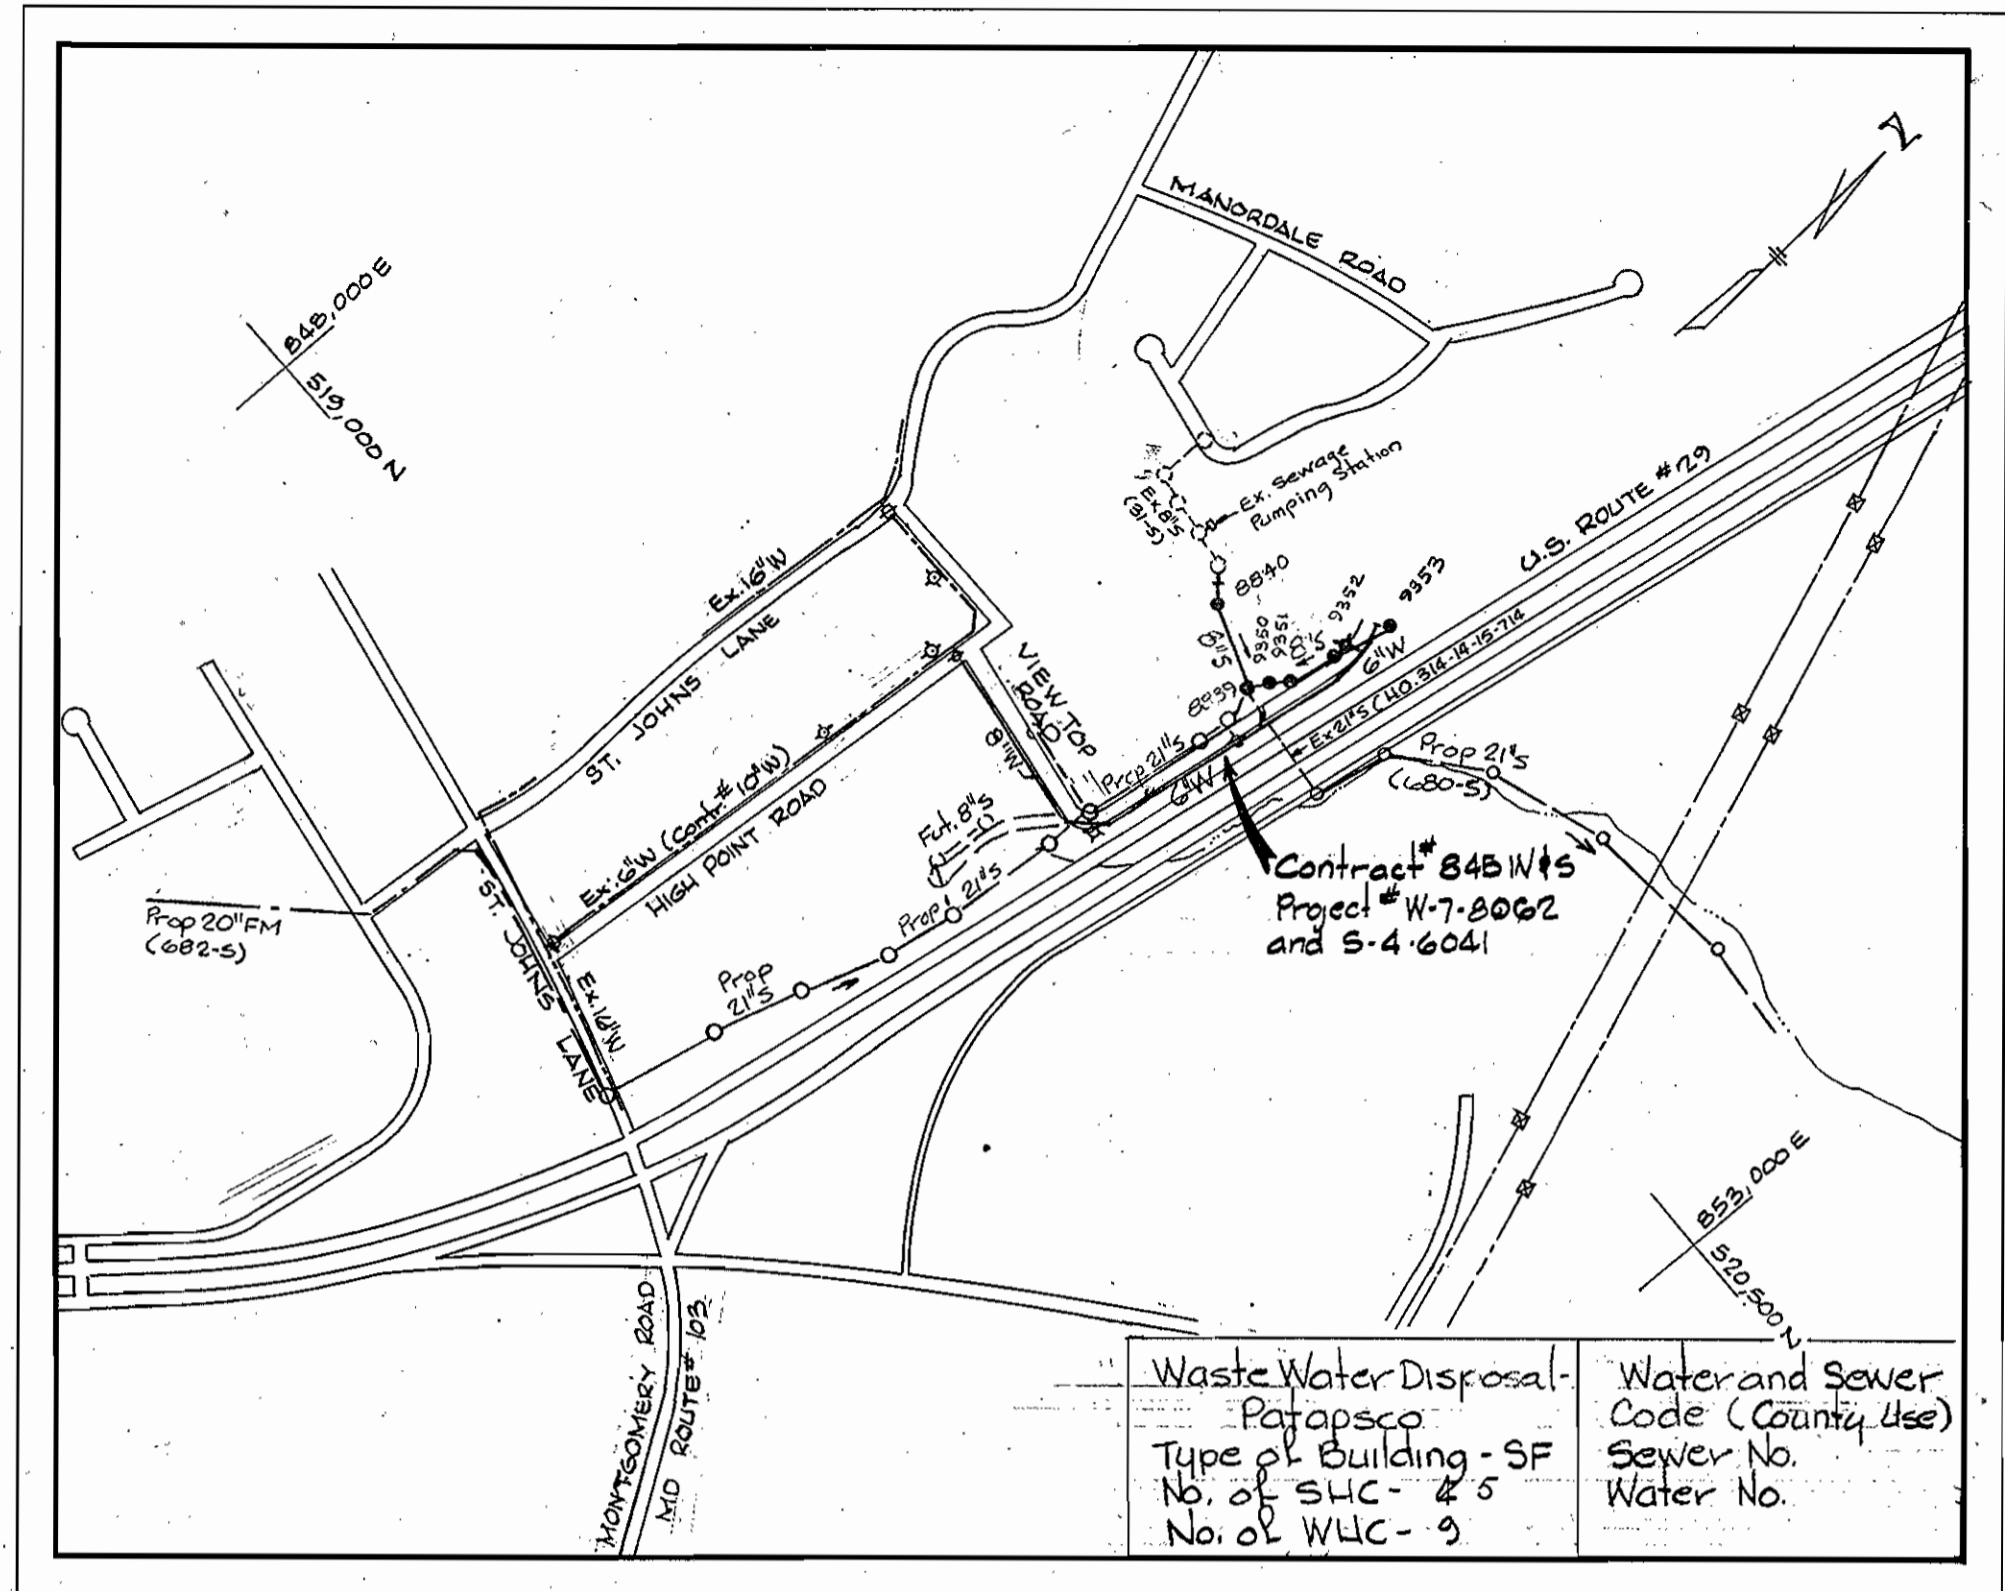 MANORDALE ROAD
848,000 E
519,000 N
U.S. ROUTE #29
Ex. Sewage
Pumping Station
Ex 8"S
(31-S)
8840
9350
9351
9352
9353
8"S
8"S
8839
6"W
Ex 21"S (HO.314-14-15-714
Ex. 16"W
ST. JOHNS LANE
VIEW TOP
ROAD
8"W
Prop 21"S
6"W
Prop 21"S
(680-S)
Ex. 6"W (Contr.# 10"W)
HIGH POINT ROAD
Fut. 8"S
Prop 21"S
Prop 20"FM
(682-S)
ST. JOHNS LANE
Ex. 16"W
Prop
21"S
Contract # 845 W&S
Project # W-7-8062
and S-4-6041
853,000 E
520,500 N
MONTGOMERY ROAD
MD ROUTE # 103
Waste Water Disposal-
Patapsco
Type of Building - SF
No. of SHC - 5
No. of WHC - 9
Water and Sewer
Code (County Use)
Sewer No.
Water No.